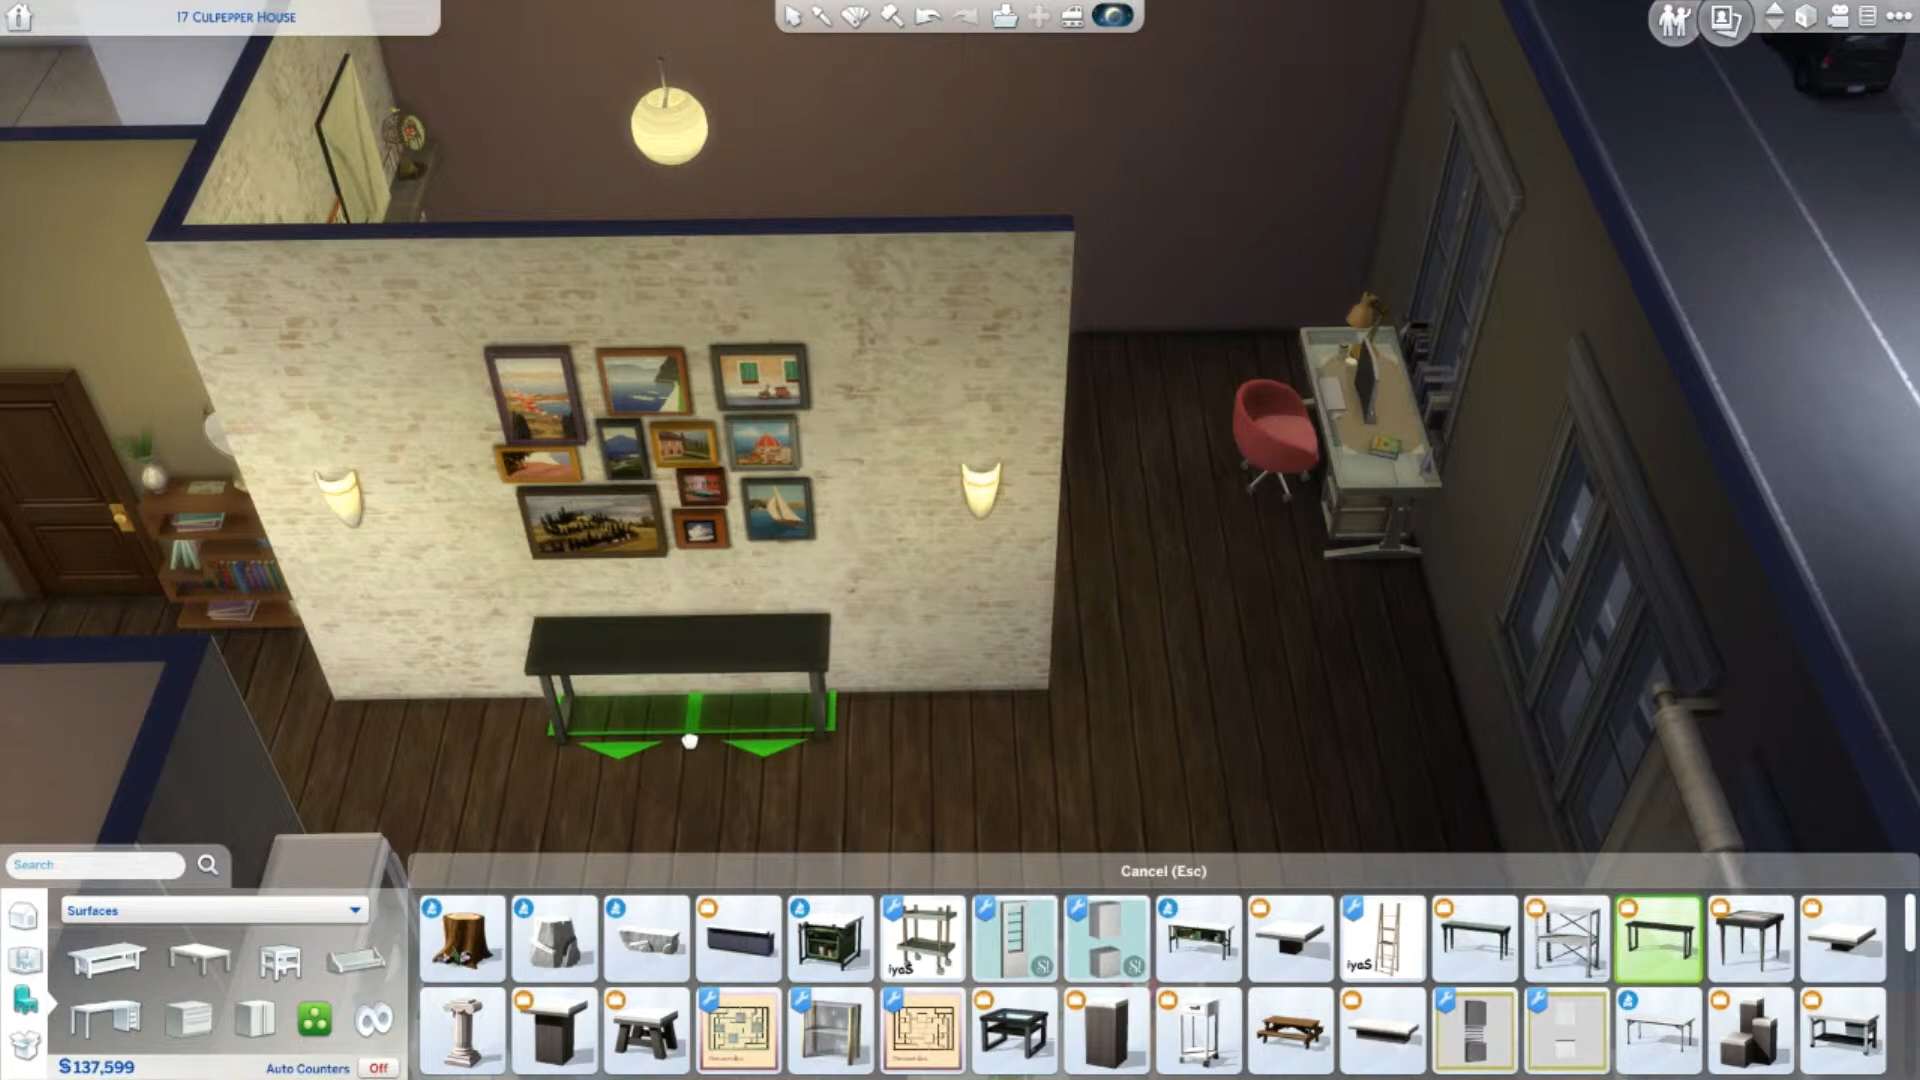 17 Culpepper House
Search
Cancel (Esc)
Surfaces
iyaS
iyaS
§137,599
Auto Counters
Off